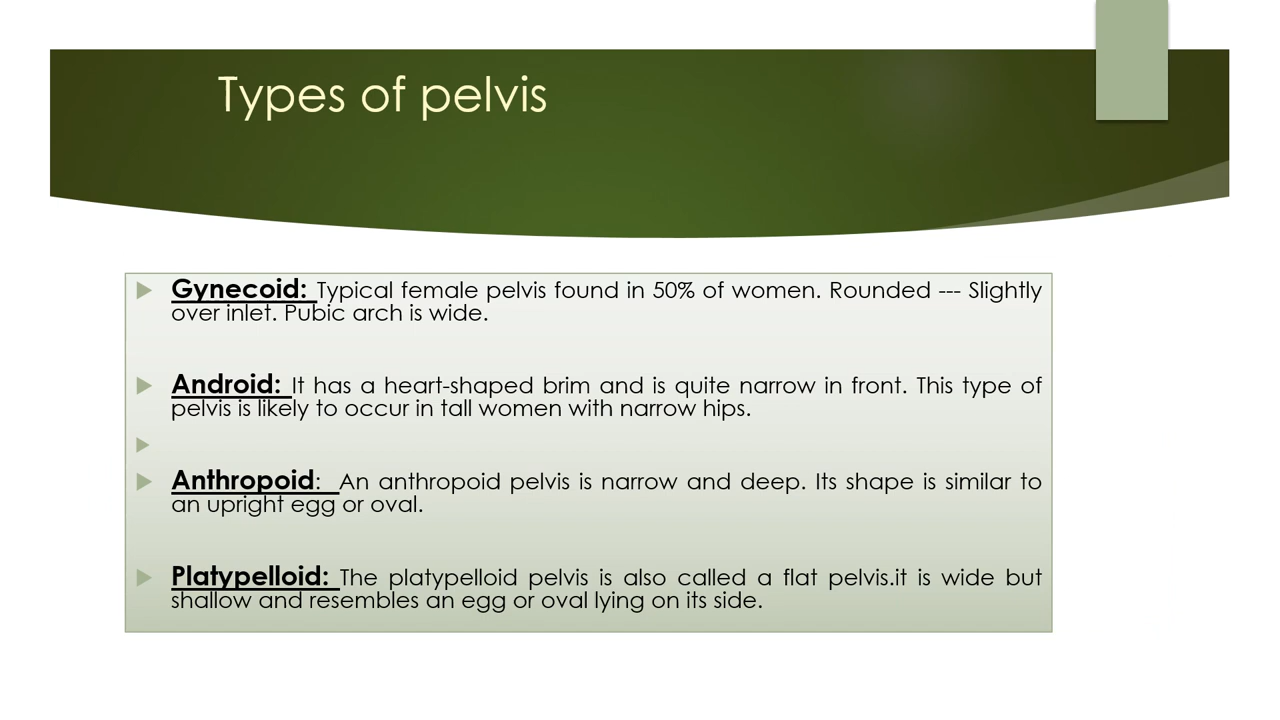 Types of pelvis
Gynecoid: Typical female pelvis found in 50% of women. Rounded --- Slightly
over inlet. Pubic arch is wide.
Android: It has a heart-shaped brim and is quite narrow in front. This type of
pelvis is likely to occur in tall women with narrow hips.
Anthropoid: An anthropoid pelvis is narrow and deep. Its shape is similar to
an upright egg or oval.
Platypelloid: The platypelloid pelvis is also called a flat pelvis.it is wide but
shallow and resembles an egg or oval lying on its side.